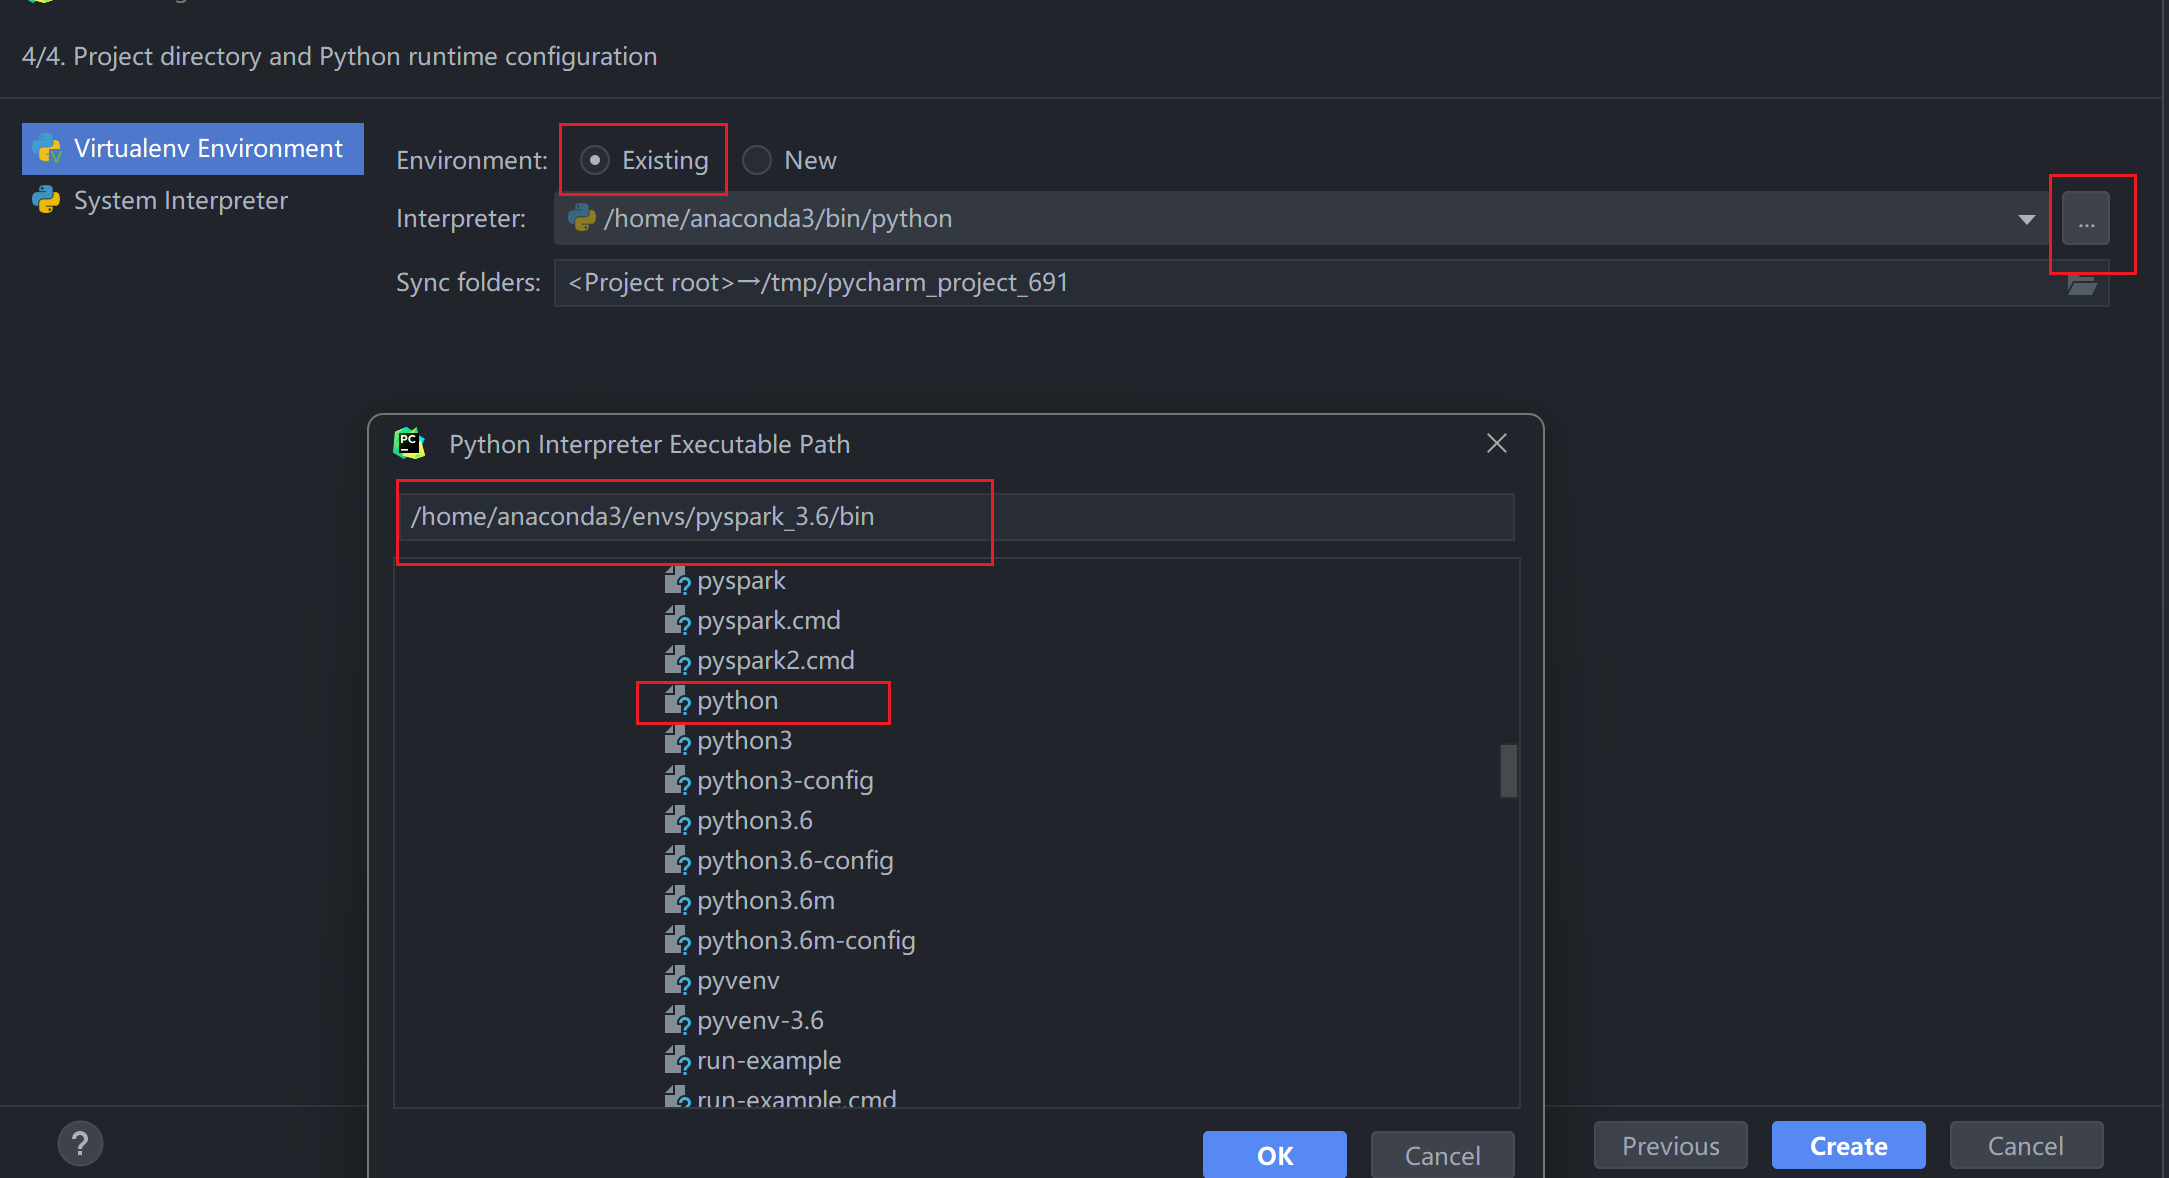 4/4. Project directory and Python runtime configuration
Virtualenv Environment
System Interpreter
Environment: Existing New
Interpreter: /home/anaconda3/bin/python ...
Sync folders: <Project root>→/tmp/pycharm_project_691
PC Python Interpreter Executable Path
/home/anaconda3/envs/pyspark_3.6/bin
pyspark
pyspark.cmd
pyspark2.cmd
python
python3
python3-config
python3.6
python3.6-config
python3.6m
python3.6m-config
pyvenv
pyvenv-3.6
run-example
run-example.cmd
OK Cancel
? Previous Create Cancel